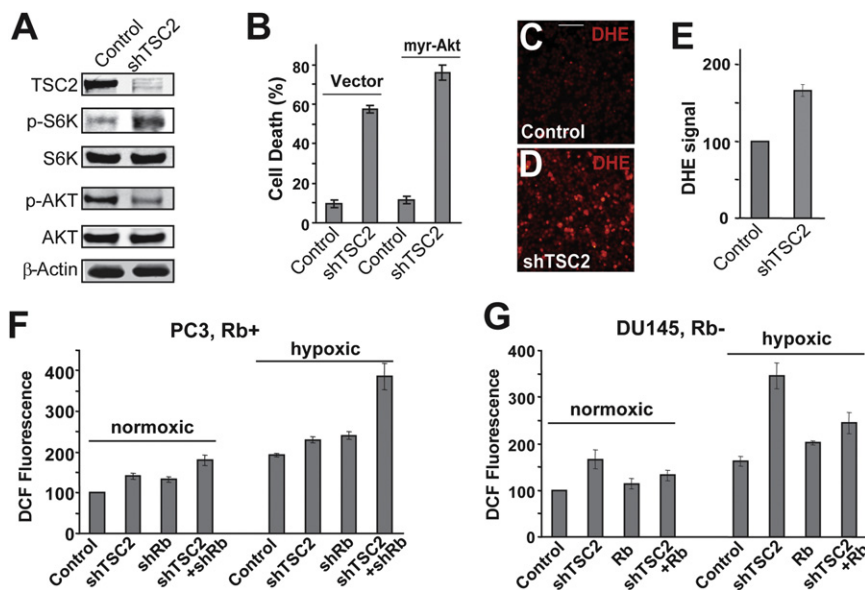 A
Control
shTSC2
TSC2
p-S6K
S6K
p-AKT
AKT
β-Actin
B
Cell Death (%)
80
60
40
20
0
Vector
myr-Akt
Control
shTSC2
Control
shTSC2
C
DHE
Control
D
DHE
shTSC2
E
DHE signal
200
100
0
Control
shTSC2
F
PC3, Rb+
DCF Fluorescence
400
300
200
100
0
normoxic
hypoxic
Control
shTSC2
shRb
shTSC2
+shRb
Control
shTSC2
shRb
shTSC2
+shRb
G
DU145, Rb-
DCF Fluorescence
400
300
200
100
0
normoxic
hypoxic
Control
shTSC2
Rb
shTSC2
+Rb
Control
shTSC2
Rb
shTSC2
+Rb